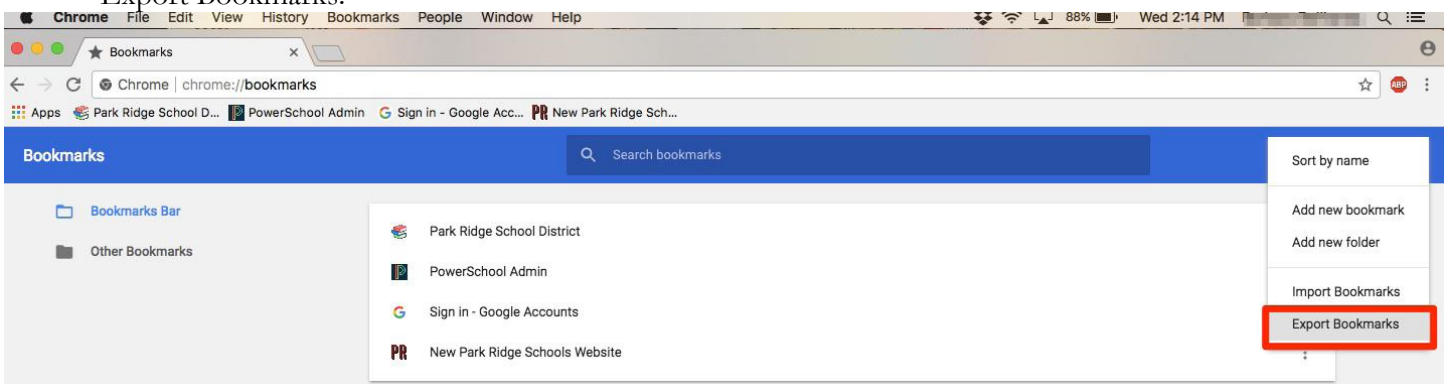 Export Bookmarks.
Chrome File Edit View History Bookmarks People Window Help 88% Wed 2:14 PM
Bookmarks
Chrome | chrome://bookmarks ABP
Apps Park Ridge School D... PowerSchool Admin Sign in - Google Acc... PR New Park Ridge Sch...
Bookmarks Search bookmarks
Sort by name
Bookmarks Bar
Add new bookmark
Park Ridge School District
Add new folder
Other Bookmarks
PowerSchool Admin
Import Bookmarks
Sign in - Google Accounts
Export Bookmarks
PR New Park Ridge Schools Website